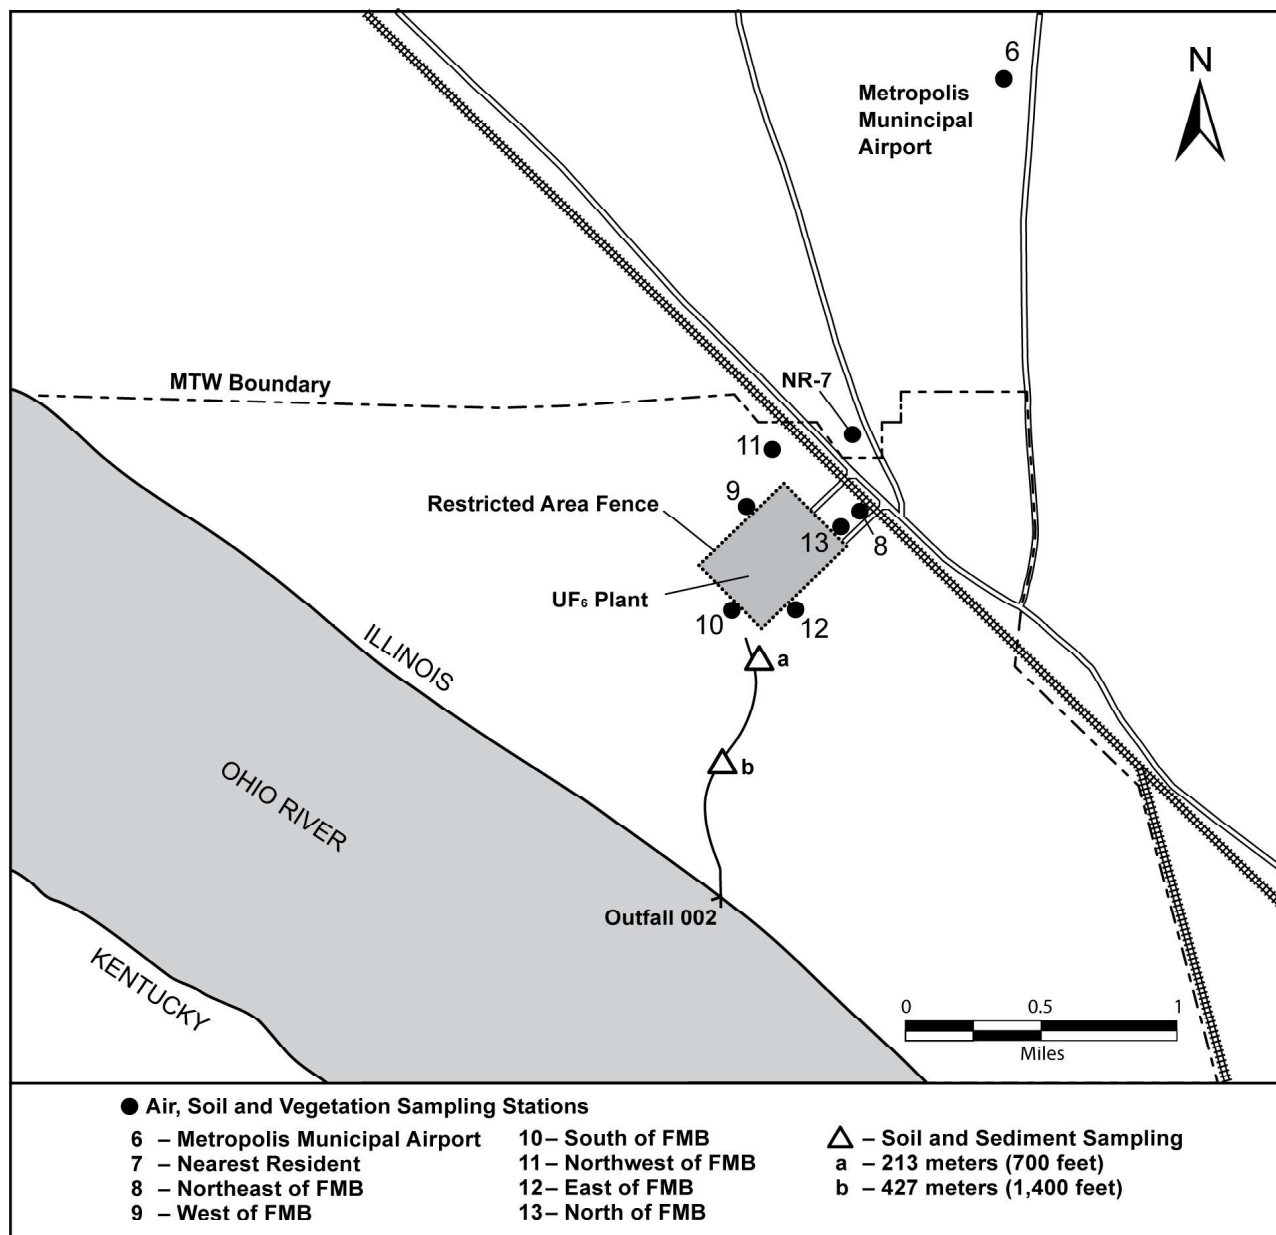 6
N
Metropolis
Munincipal
Airport
MTW Boundary
NR-7
11
9
Restricted Area Fence
13
8
UF₆ Plant
10
12
a
ILLINOIS
b
OHIO RIVER
Outfall 002
KENTUCKY
0 0.5 1
Miles
Air, Soil and Vegetation Sampling Stations
6 – Metropolis Municipal Airport
7 – Nearest Resident
8 – Northeast of FMB
9 – West of FMB
10 – South of FMB
11 – Northwest of FMB
12 – East of FMB
13 – North of FMB
– Soil and Sediment Sampling
a – 213 meters (700 feet)
b – 427 meters (1,400 feet)